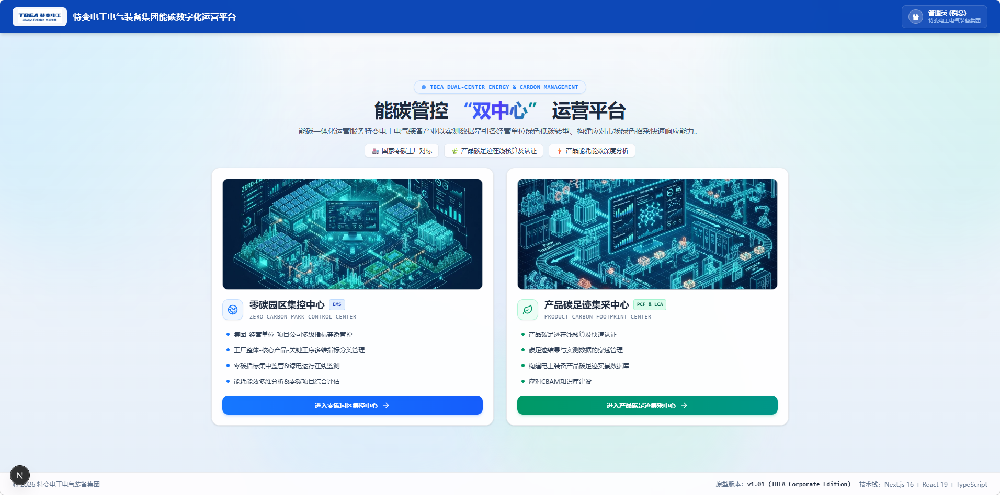 TBEA 特变电工
Always Reliable 全球信赖
特变电工电气装备集团能碳数字化运营平台
管
管理员 (倪总)
特变电工电气装备集团
TBEA DUAL-CENTER ENERGY & CARBON MANAGEMENT
能碳管控 “双中心” 运营平台
能碳一体化运营服务特变电工电气装备产业以实测数据牵引各经营单位绿色低碳转型、构建应对市场绿色招采快速响应能力。
国家零碳工厂对标
产品碳足迹在线核算及认证
产品能耗能效深度分析
ZERO-CA
Power
Transformers
LOGISTICS
ASSEMBLY
63%
零碳园区集控中心 EMS
ZERO-CARBON PARK CONTROL CENTER
集团-经营单位-项目公司多级指标穿透管控
工厂整体-核心产品-关键工序多维指标分类管理
零碳指标集中监管&绿电运行在线监测
能耗能效多维分析&零碳项目综合评估
进入零碳园区集控中心
产品碳足迹集采中心 PCF & LCA
PRODUCT CARBON FOOTPRINT CENTER
产品碳足迹在线核算及快速认证
碳足迹结果与实测数据的穿透管理
构建电工装备产品碳足迹实景数据库
应对CBAM知识库建设
进入产品碳足迹集采中心
N
© 2026 特变电工电气装备集团
原型版本: v1.01 (TBEA Corporate Edition)
技术栈: Next.js 16 + React 19 + TypeScript